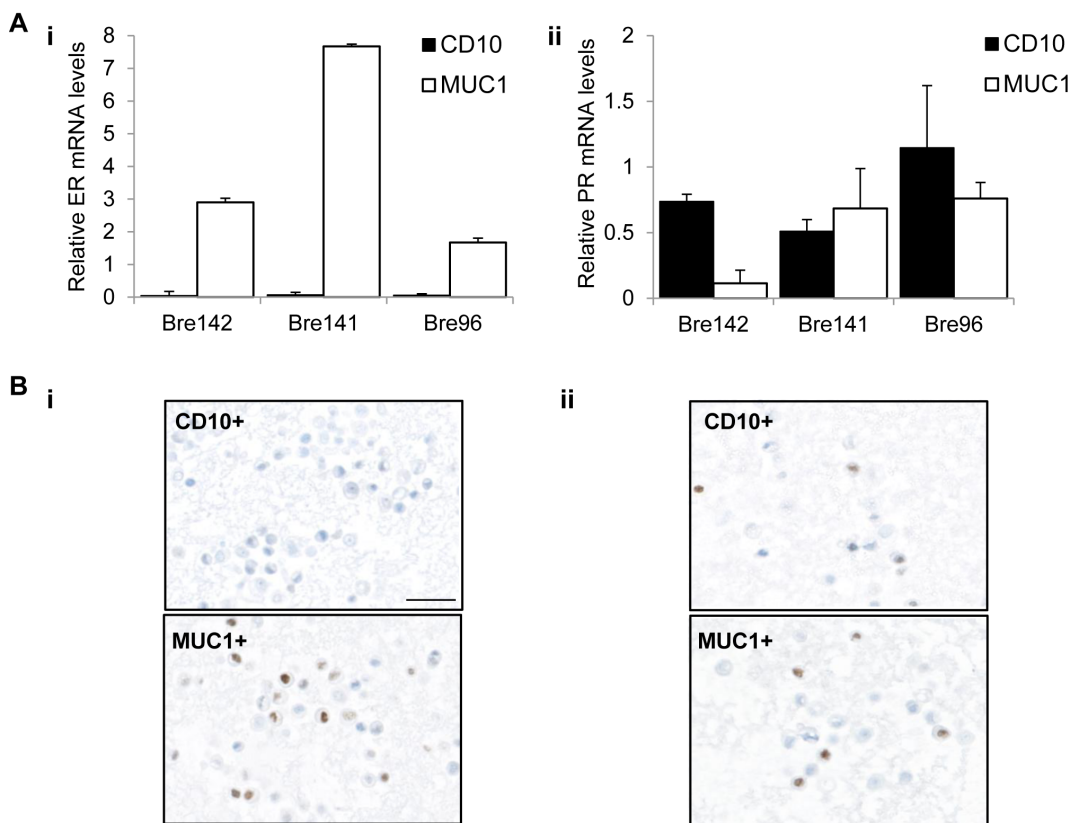 A
i
Relative ER mRNA levels
8
7
6
5
4
3
2
1
0
CD10
MUC1
Bre142
Bre141
Bre96
ii
Relative PR mRNA levels
2
1.5
1
0.5
0
CD10
MUC1
Bre142
Bre141
Bre96
B
i
CD10+
MUC1+
ii
CD10+
MUC1+